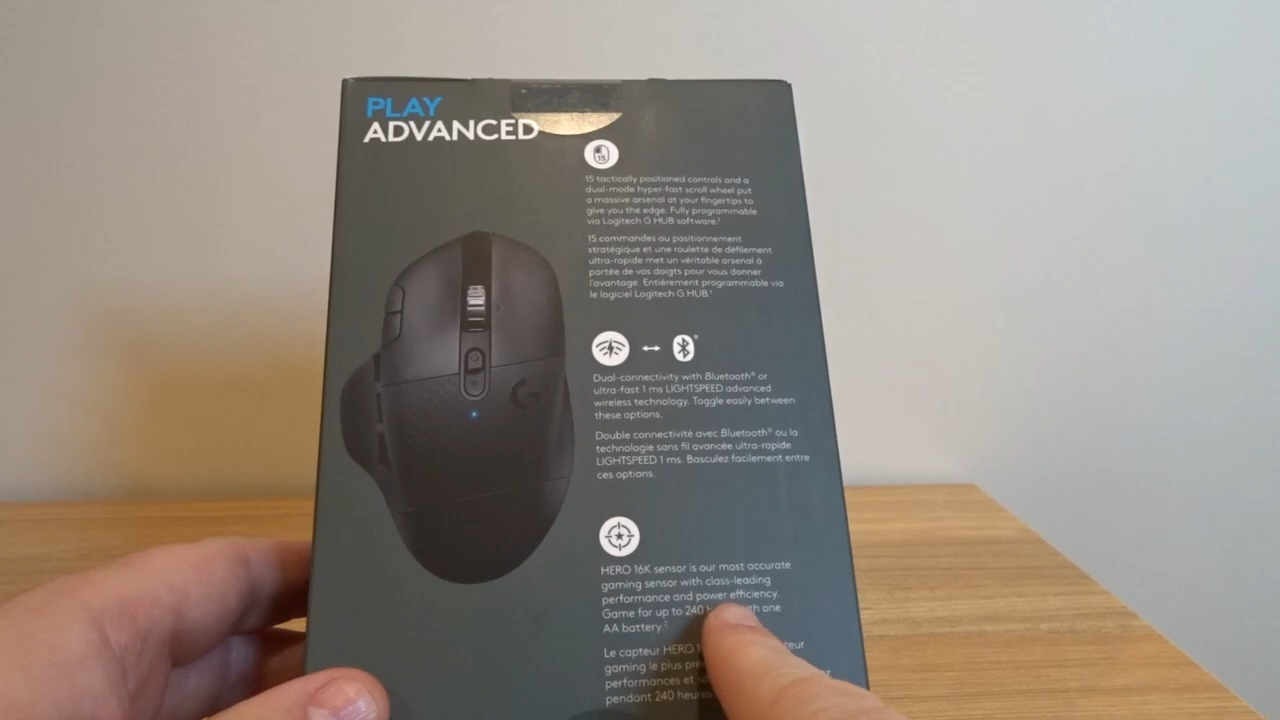 PLAY
ADVANCED
15
15 tactically positioned controls and a
dual-mode hyper-fast scroll wheel put
a massive arsenal at your fingertips to
give you the edge. Fully programmable
via Logitech G HUB software.¹
15 commandes au positionnement
stratégique et une roulette de défilement
ultra-rapide met un véritable arsenal à
portée de vos doigts pour vous donner
l'avantage. Entièrement programmable via
le logiciel Logitech G HUB.¹
Dual-connectivity with Bluetooth® or
ultra-fast 1 ms LIGHTSPEED advanced
wireless technology. Toggle easily between
these options.
Double connectivité avec Bluetooth® ou la
technologie sans fil avancée ultra-rapide
LIGHTSPEED 1 ms. Basculez facilement entre
ces options.
HERO 16K sensor is our most accurate
gaming sensor with class-leading
performance and power efficiency.
Game for up to 240 with one
AA battery.²
Le capteur HERO
gaming le plus
performances et
pendant 240 heures